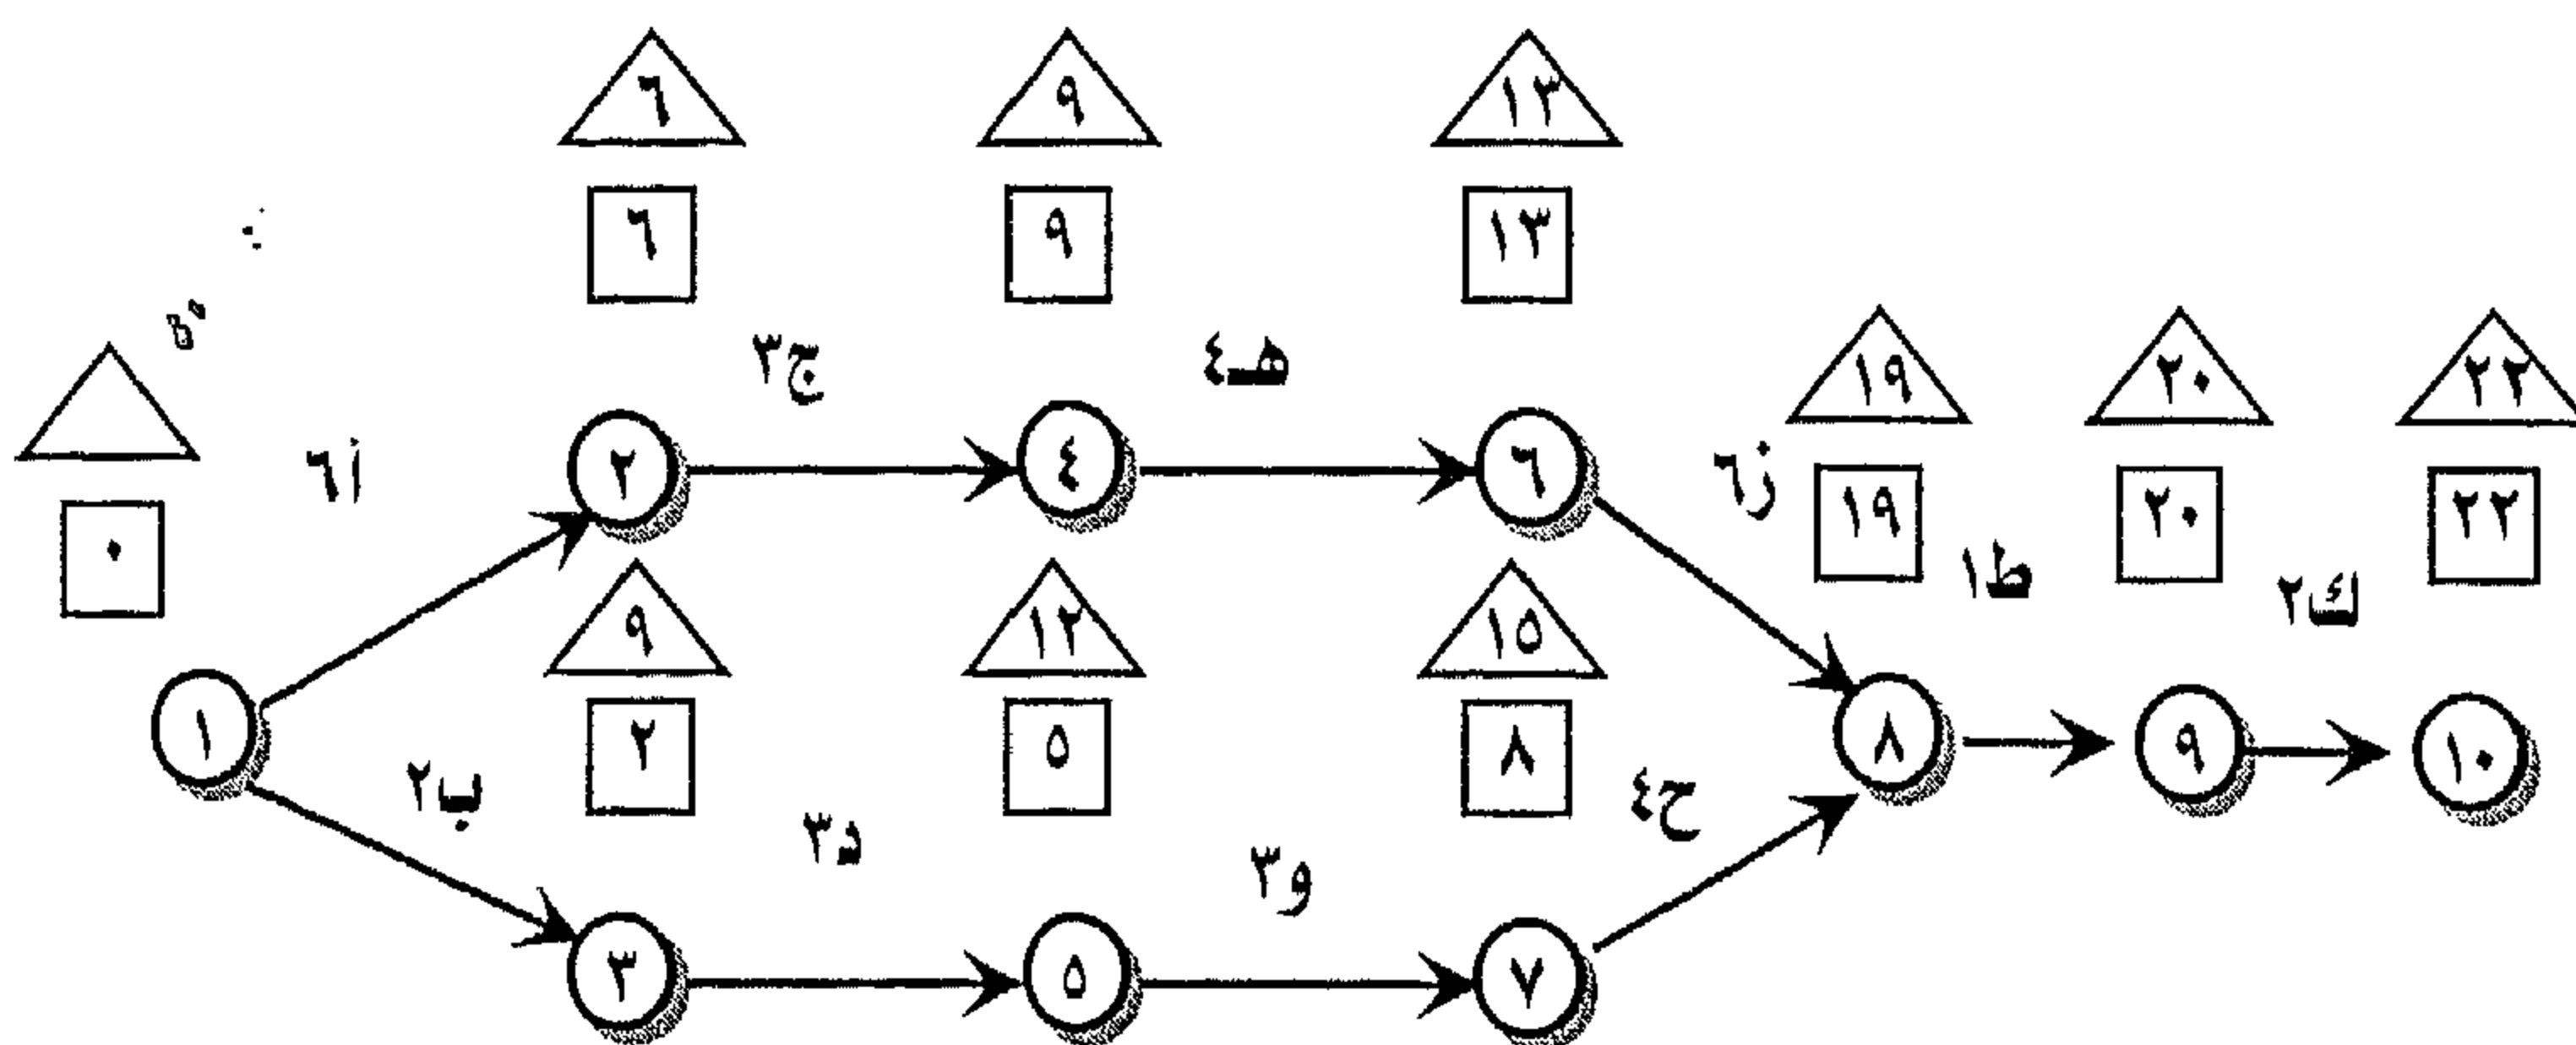 ٦ ٩ ١٣
٦ ٩ ١٣
ج٣ هـ٤
١٩ ٢٠ ٢٢
أ٦ ٢ ٤ ٦ ز٦
٠ ١٩ ٢٠ ٢٢
ط١ ك٢
٩ ١٢ ١٥
١ ٢ ٥ ٨ ٨ ٩ ١٠
ب٢ ح٤
د٣ و٣
٣ ٥ ٧